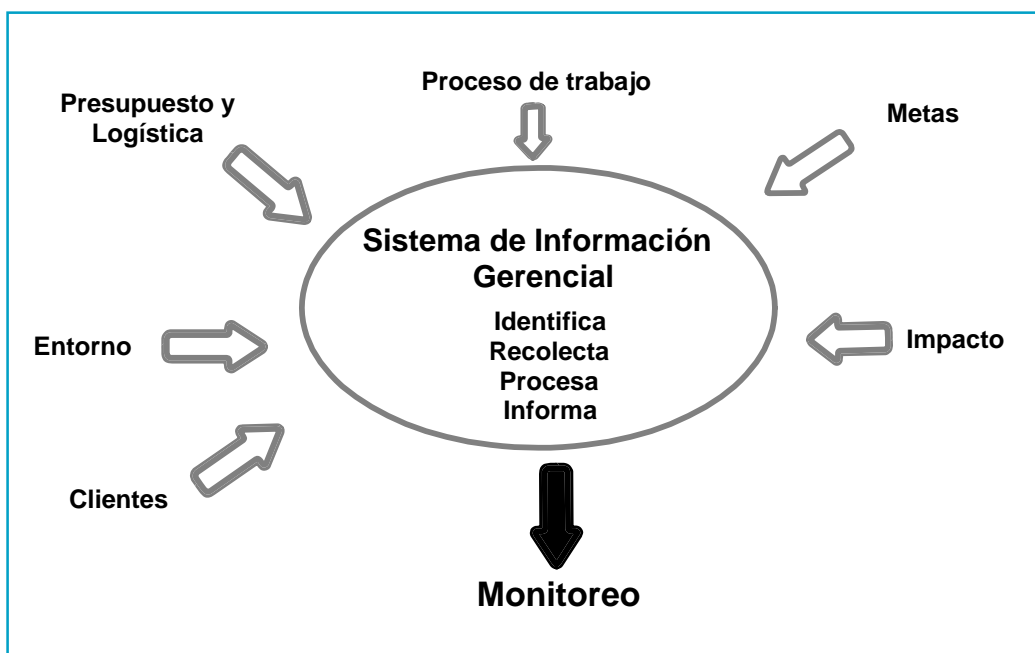 Proceso de trabajo
Presupuesto y
Logística
Metas
Sistema de Información
Gerencial
Identifica
Recolecta
Procesa
Informa
Entorno
Impacto
Clientes
Monitoreo